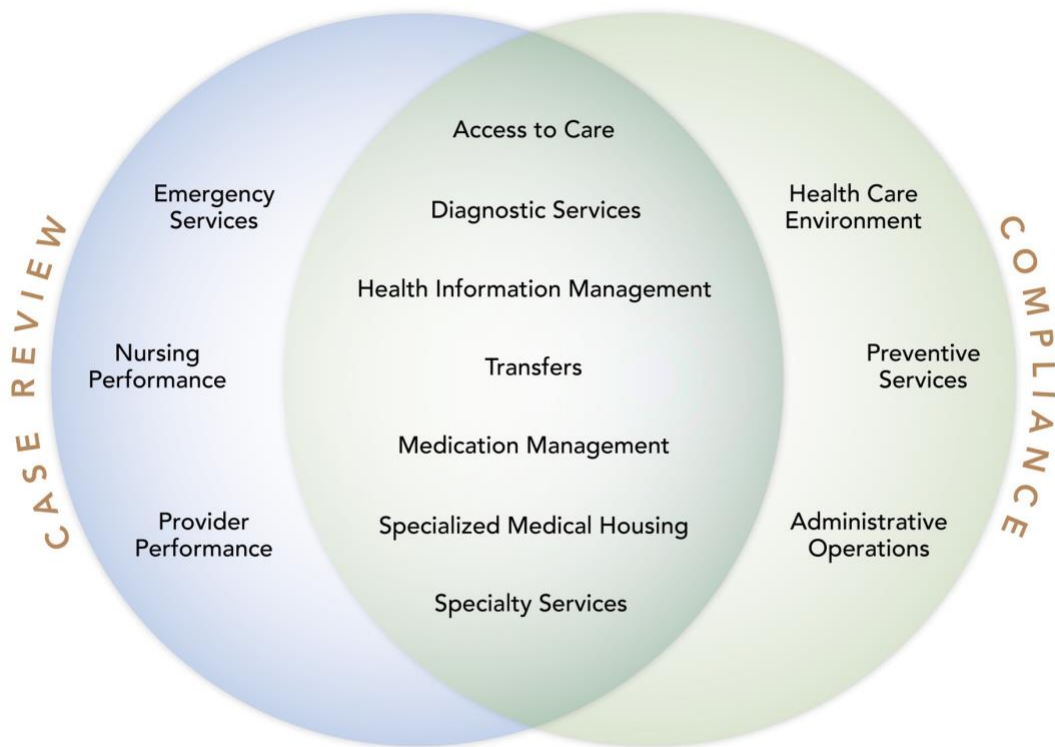 CASE REVIEW
Emergency
Services
Nursing
Performance
Provider
Performance
Access to Care
Diagnostic Services
Health Information Management
Transfers
Medication Management
Specialized Medical Housing
Specialty Services
Health Care
Environment
Preventive
Services
Administrative
Operations
COMPLIANCE